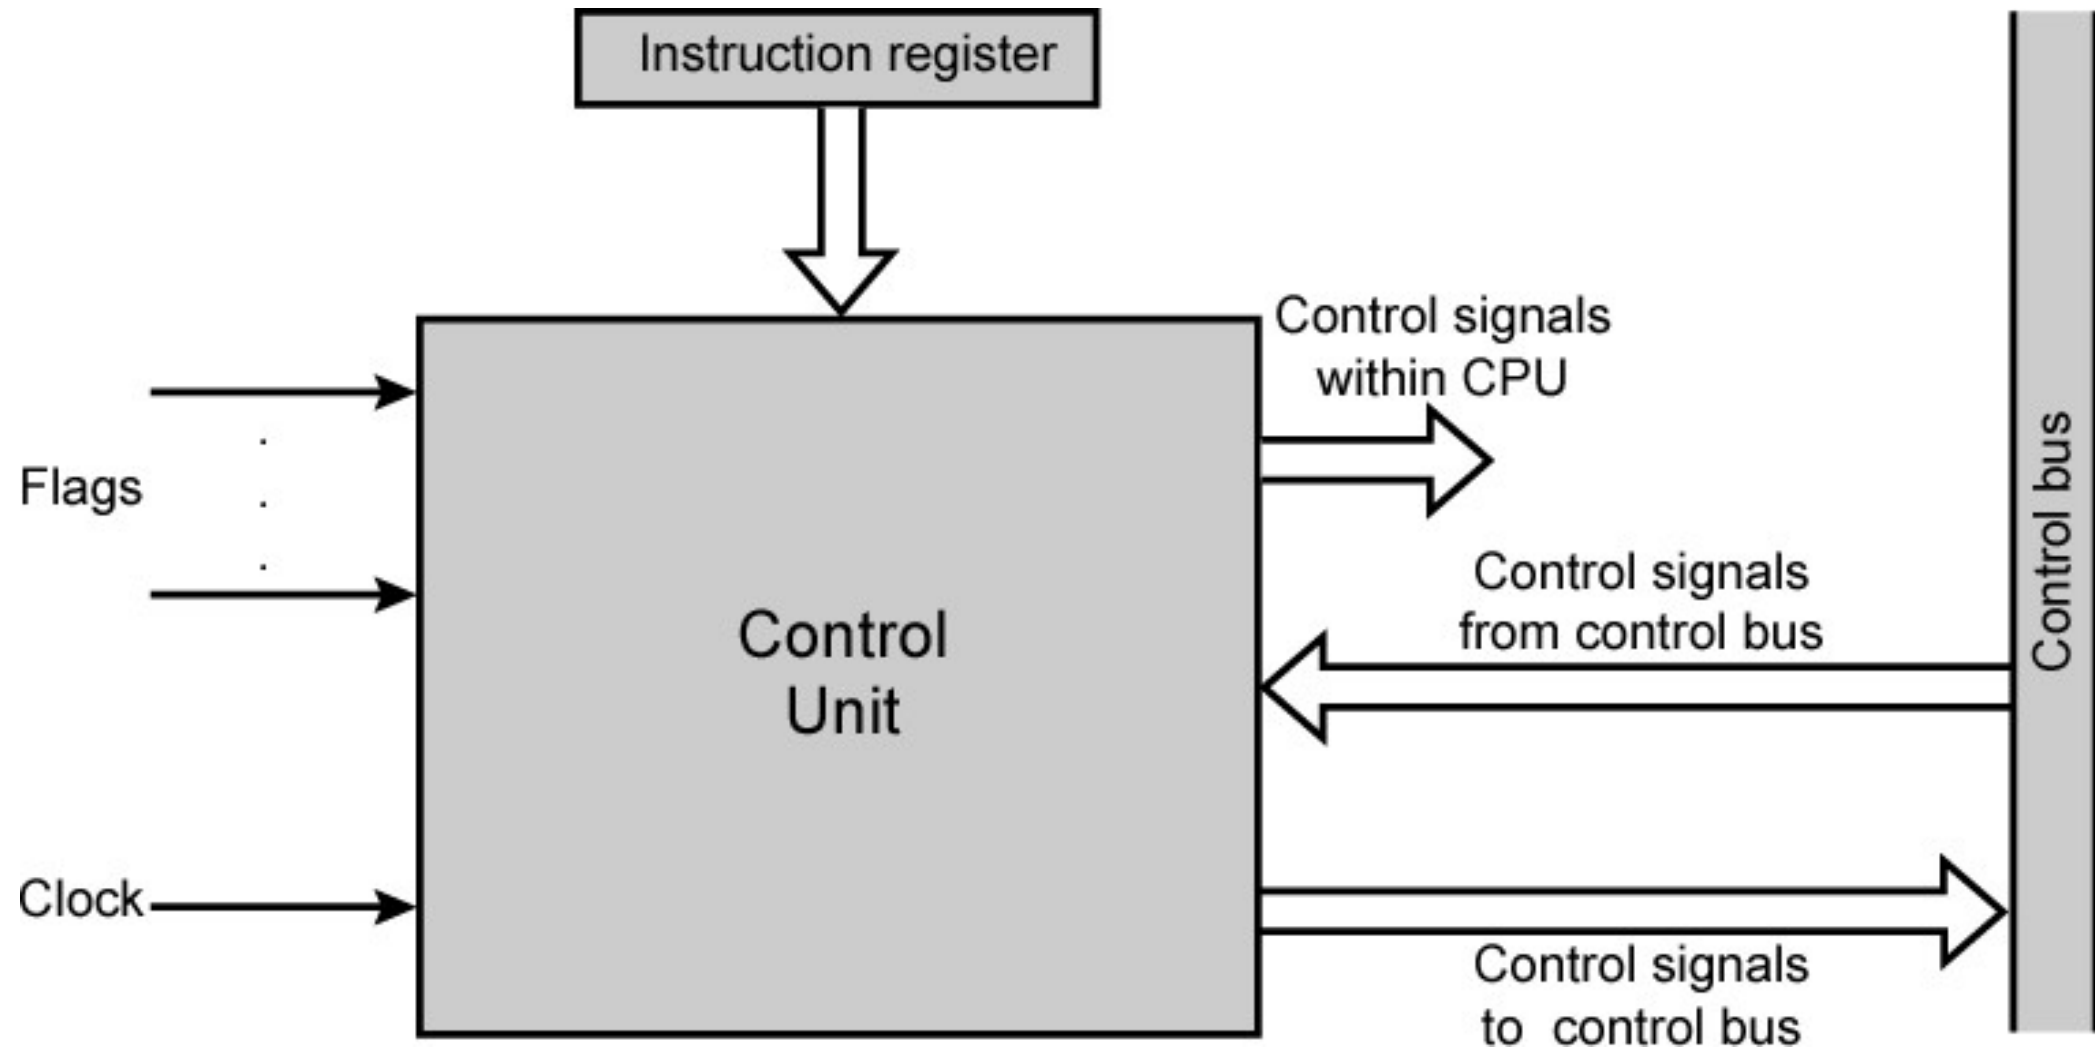 Instruction register
Control signals
within CPU
Flags
Control signals
from control bus
Control
Unit
Control bus
Clock
Control signals
to control bus